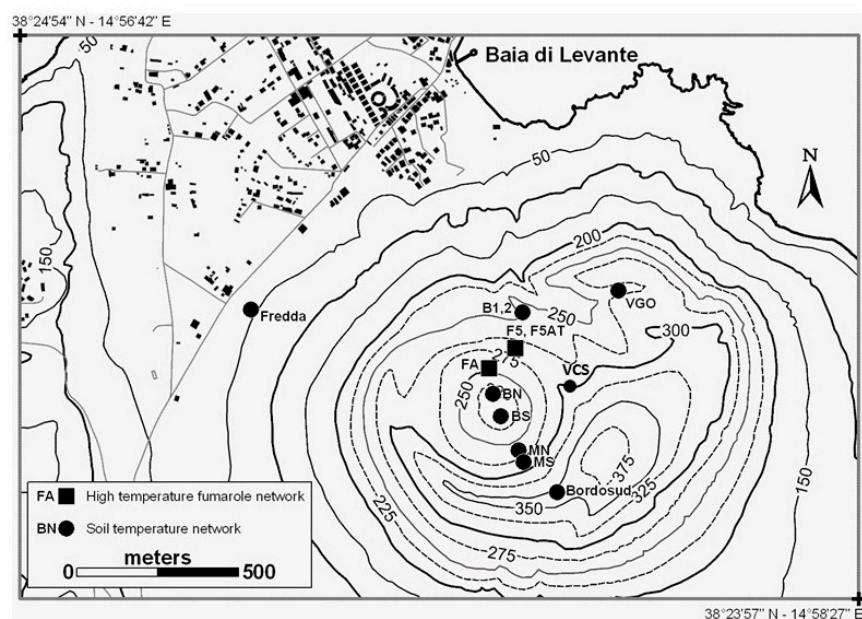 38°24'54" N - 14°56'42" E
50
Baia di Levante
N
50
150
200
Fredda
B1,2
250
VGO
F5, F5AT
300
275
FA
VCS
250
BN
BS
MN
MS
375
150
Bordosud
325
350
225
275
FA High temperature fumarole network
BN Soil temperature network
meters
0 500
38°23'57" N - 14°58'27" E